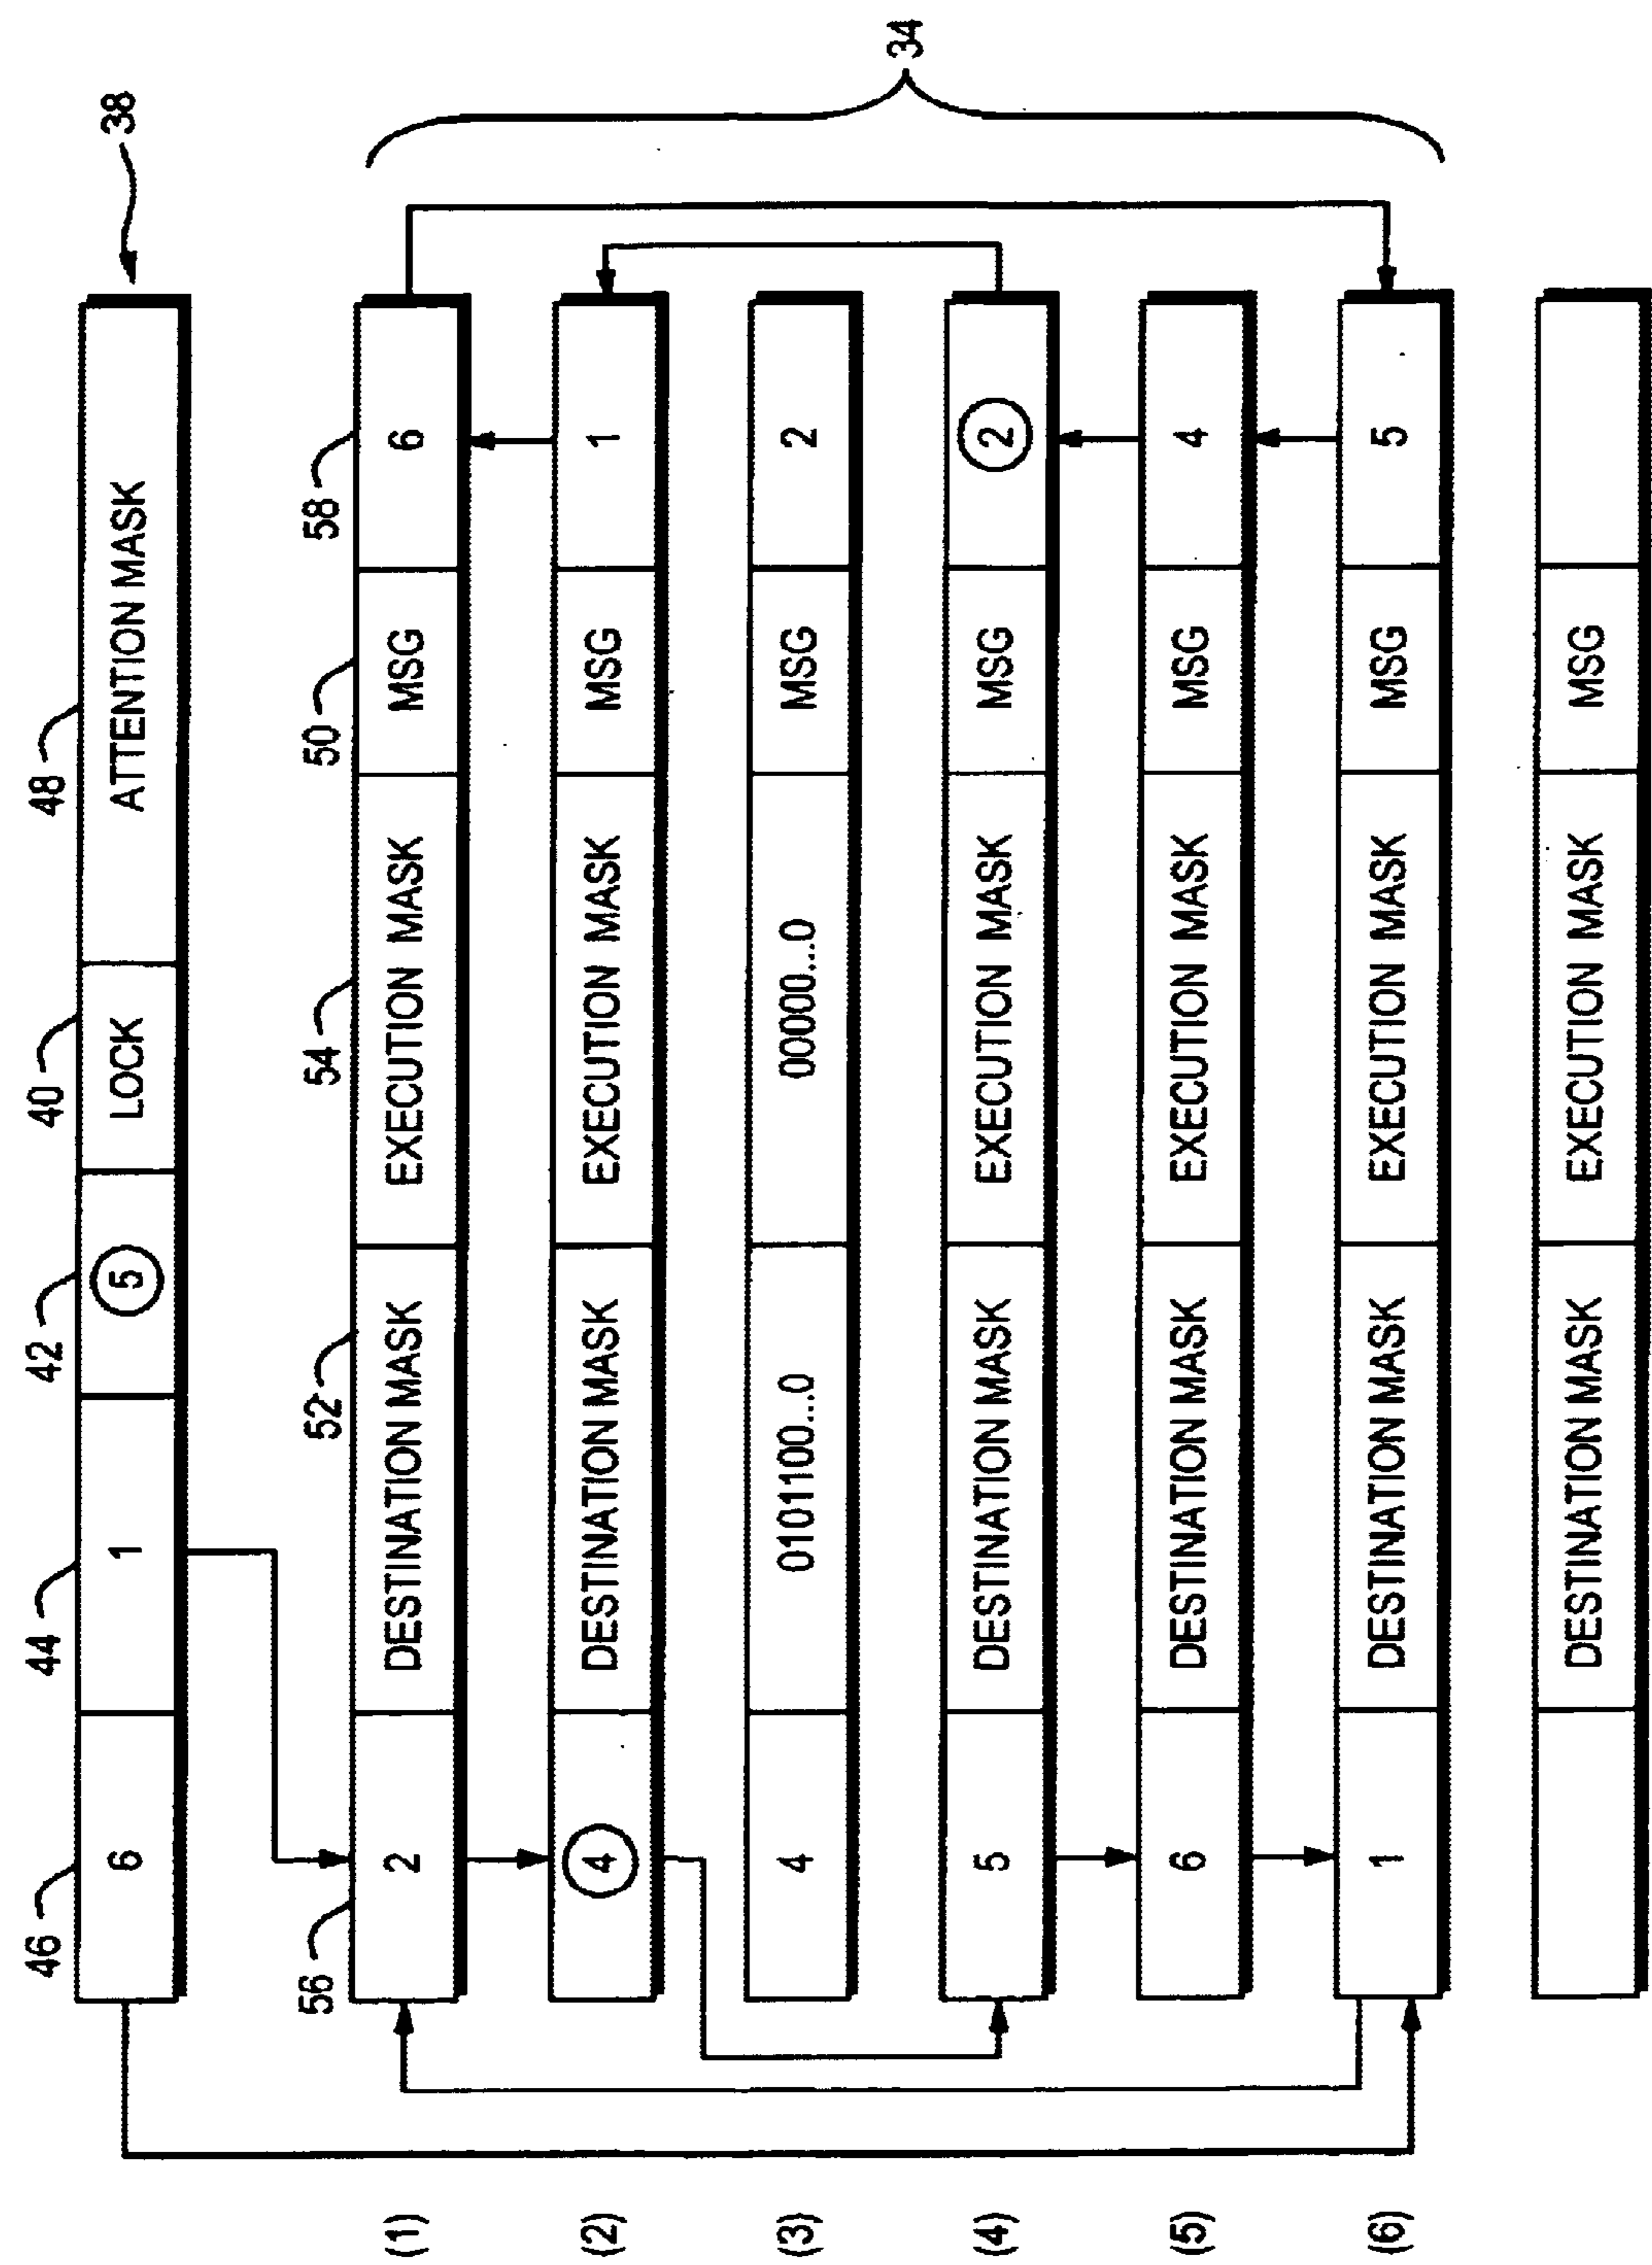 46 44 42 40 48 38
6 1 5 LOCK ATTENTION MASK
56 52 54 50 58
(1) 2 DESTINATION MASK EXECUTION MASK MSG 6
(2) 4 DESTINATION MASK EXECUTION MASK MSG 1
(3) 4 0101100...0 00000...0 MSG 2
34
(4) 5 DESTINATION MASK EXECUTION MASK MSG 2
(5) 6 DESTINATION MASK EXECUTION MASK MSG 4
(6) 1 DESTINATION MASK EXECUTION MASK MSG 5
DESTINATION MASK EXECUTION MASK MSG